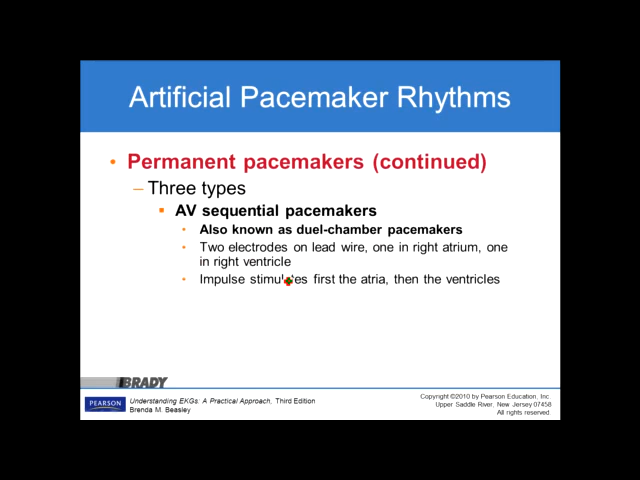 Artificial Pacemaker Rhythms
• Permanent pacemakers (continued)
– Three types
▪ AV sequential pacemakers
• Also known as duel-chamber pacemakers
• Two electrodes on lead wire, one in right atrium, one
in right ventricle
• Impulse stimulates first the atria, then the ventricles
BRADY
PEARSON
Understanding EKGs: A Practical Approach, Third Edition
Brenda M. Beasley
Copyright ©2010 by Pearson Education, Inc.
Upper Saddle River, New Jersey 07458
All rights reserved.